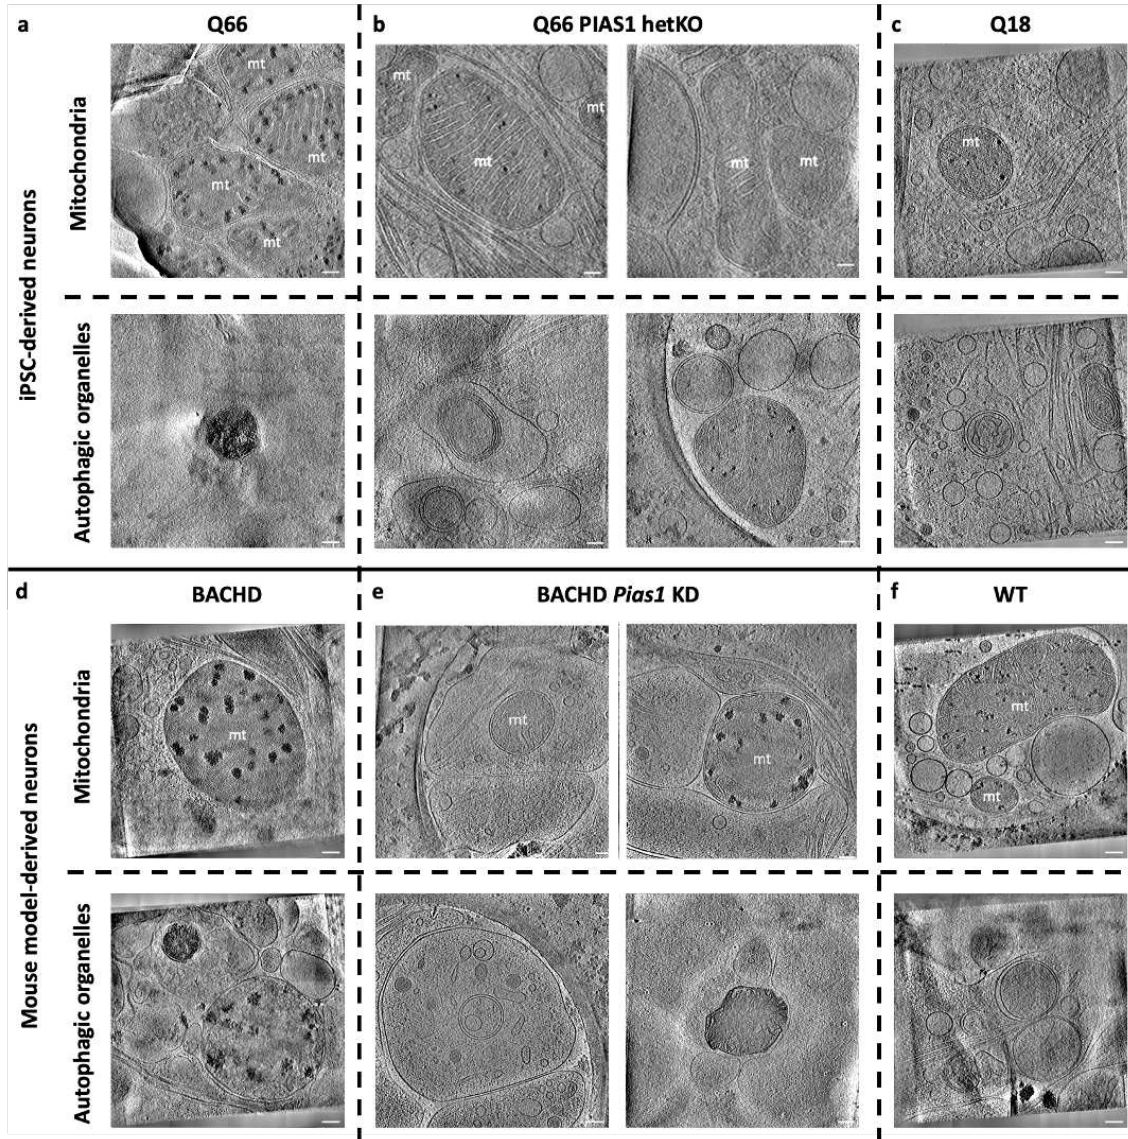 a Q66
b Q66 PIAS1 hetKO
c Q18
iPSC-derived neurons
Mitochondria
mt
mt
mt
mt
mt
mt
mt
mt
mt
mt
Autophagic organelles
d BACHD
e BACHD Pias1 KD
f WT
Mouse model-derived neurons
Mitochondria
mt
mt
mt
mt
mt
Autophagic organelles